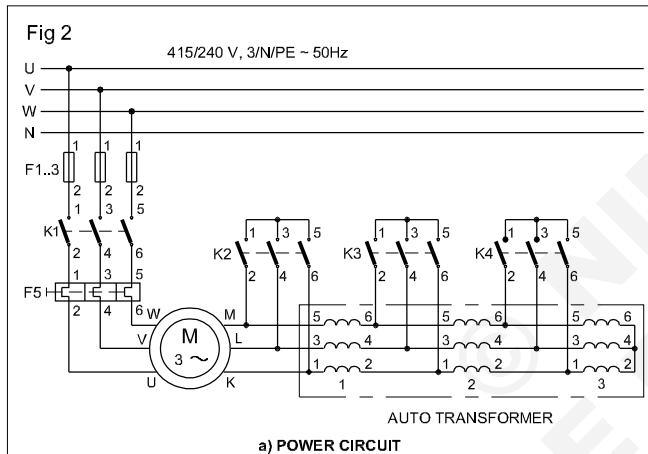 Fig 2
415/240 V, 3/N/PE ~ 50Hz
U
V
W
N
1 1 1
F1..3
2 2 2
1 3 5
K1
2 4 6
1 3 5
F5
2 4 6
1 3 5
K2
2 4 6
1 3 5
K3
2 4 6
1 3 5
K4
2 4 6
W M
V L
U K
M
3 ~
5 6 5 6 5 6
3 4 3 4 3 4
1 2 1 2 1 2
1 2 3
AUTO TRANSFORMER
a) POWER CIRCUIT